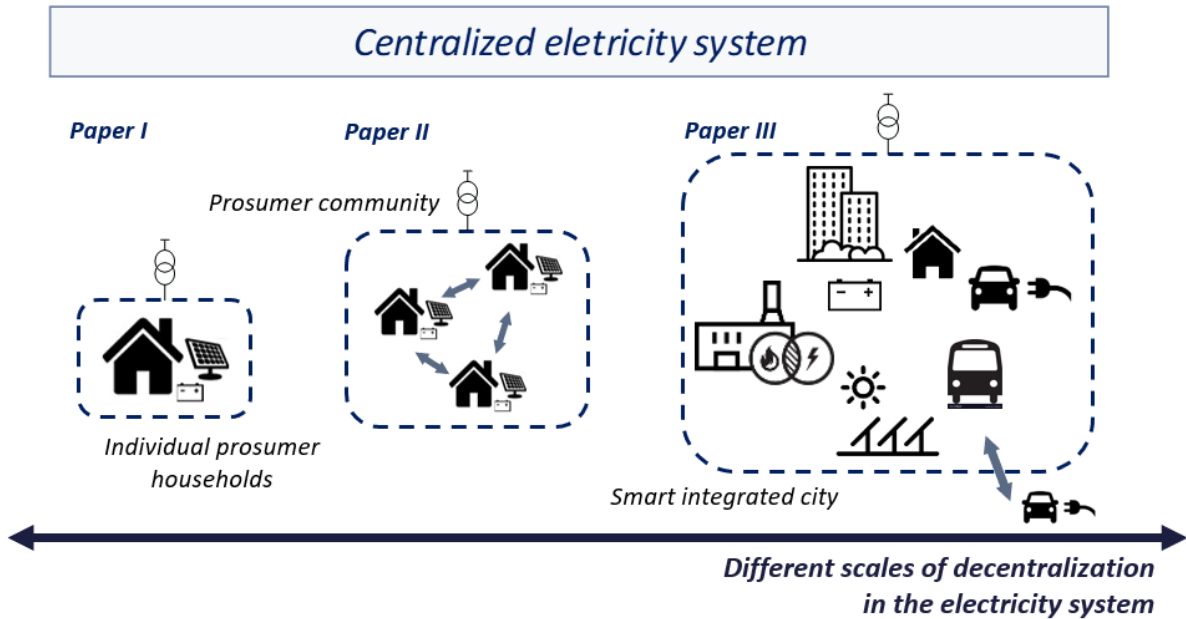 Centralized eletricity system
Paper I
Paper II
Paper III
Prosumer community
Individual prosumer
households
Smart integrated city
Different scales of decentralization
in the electricity system